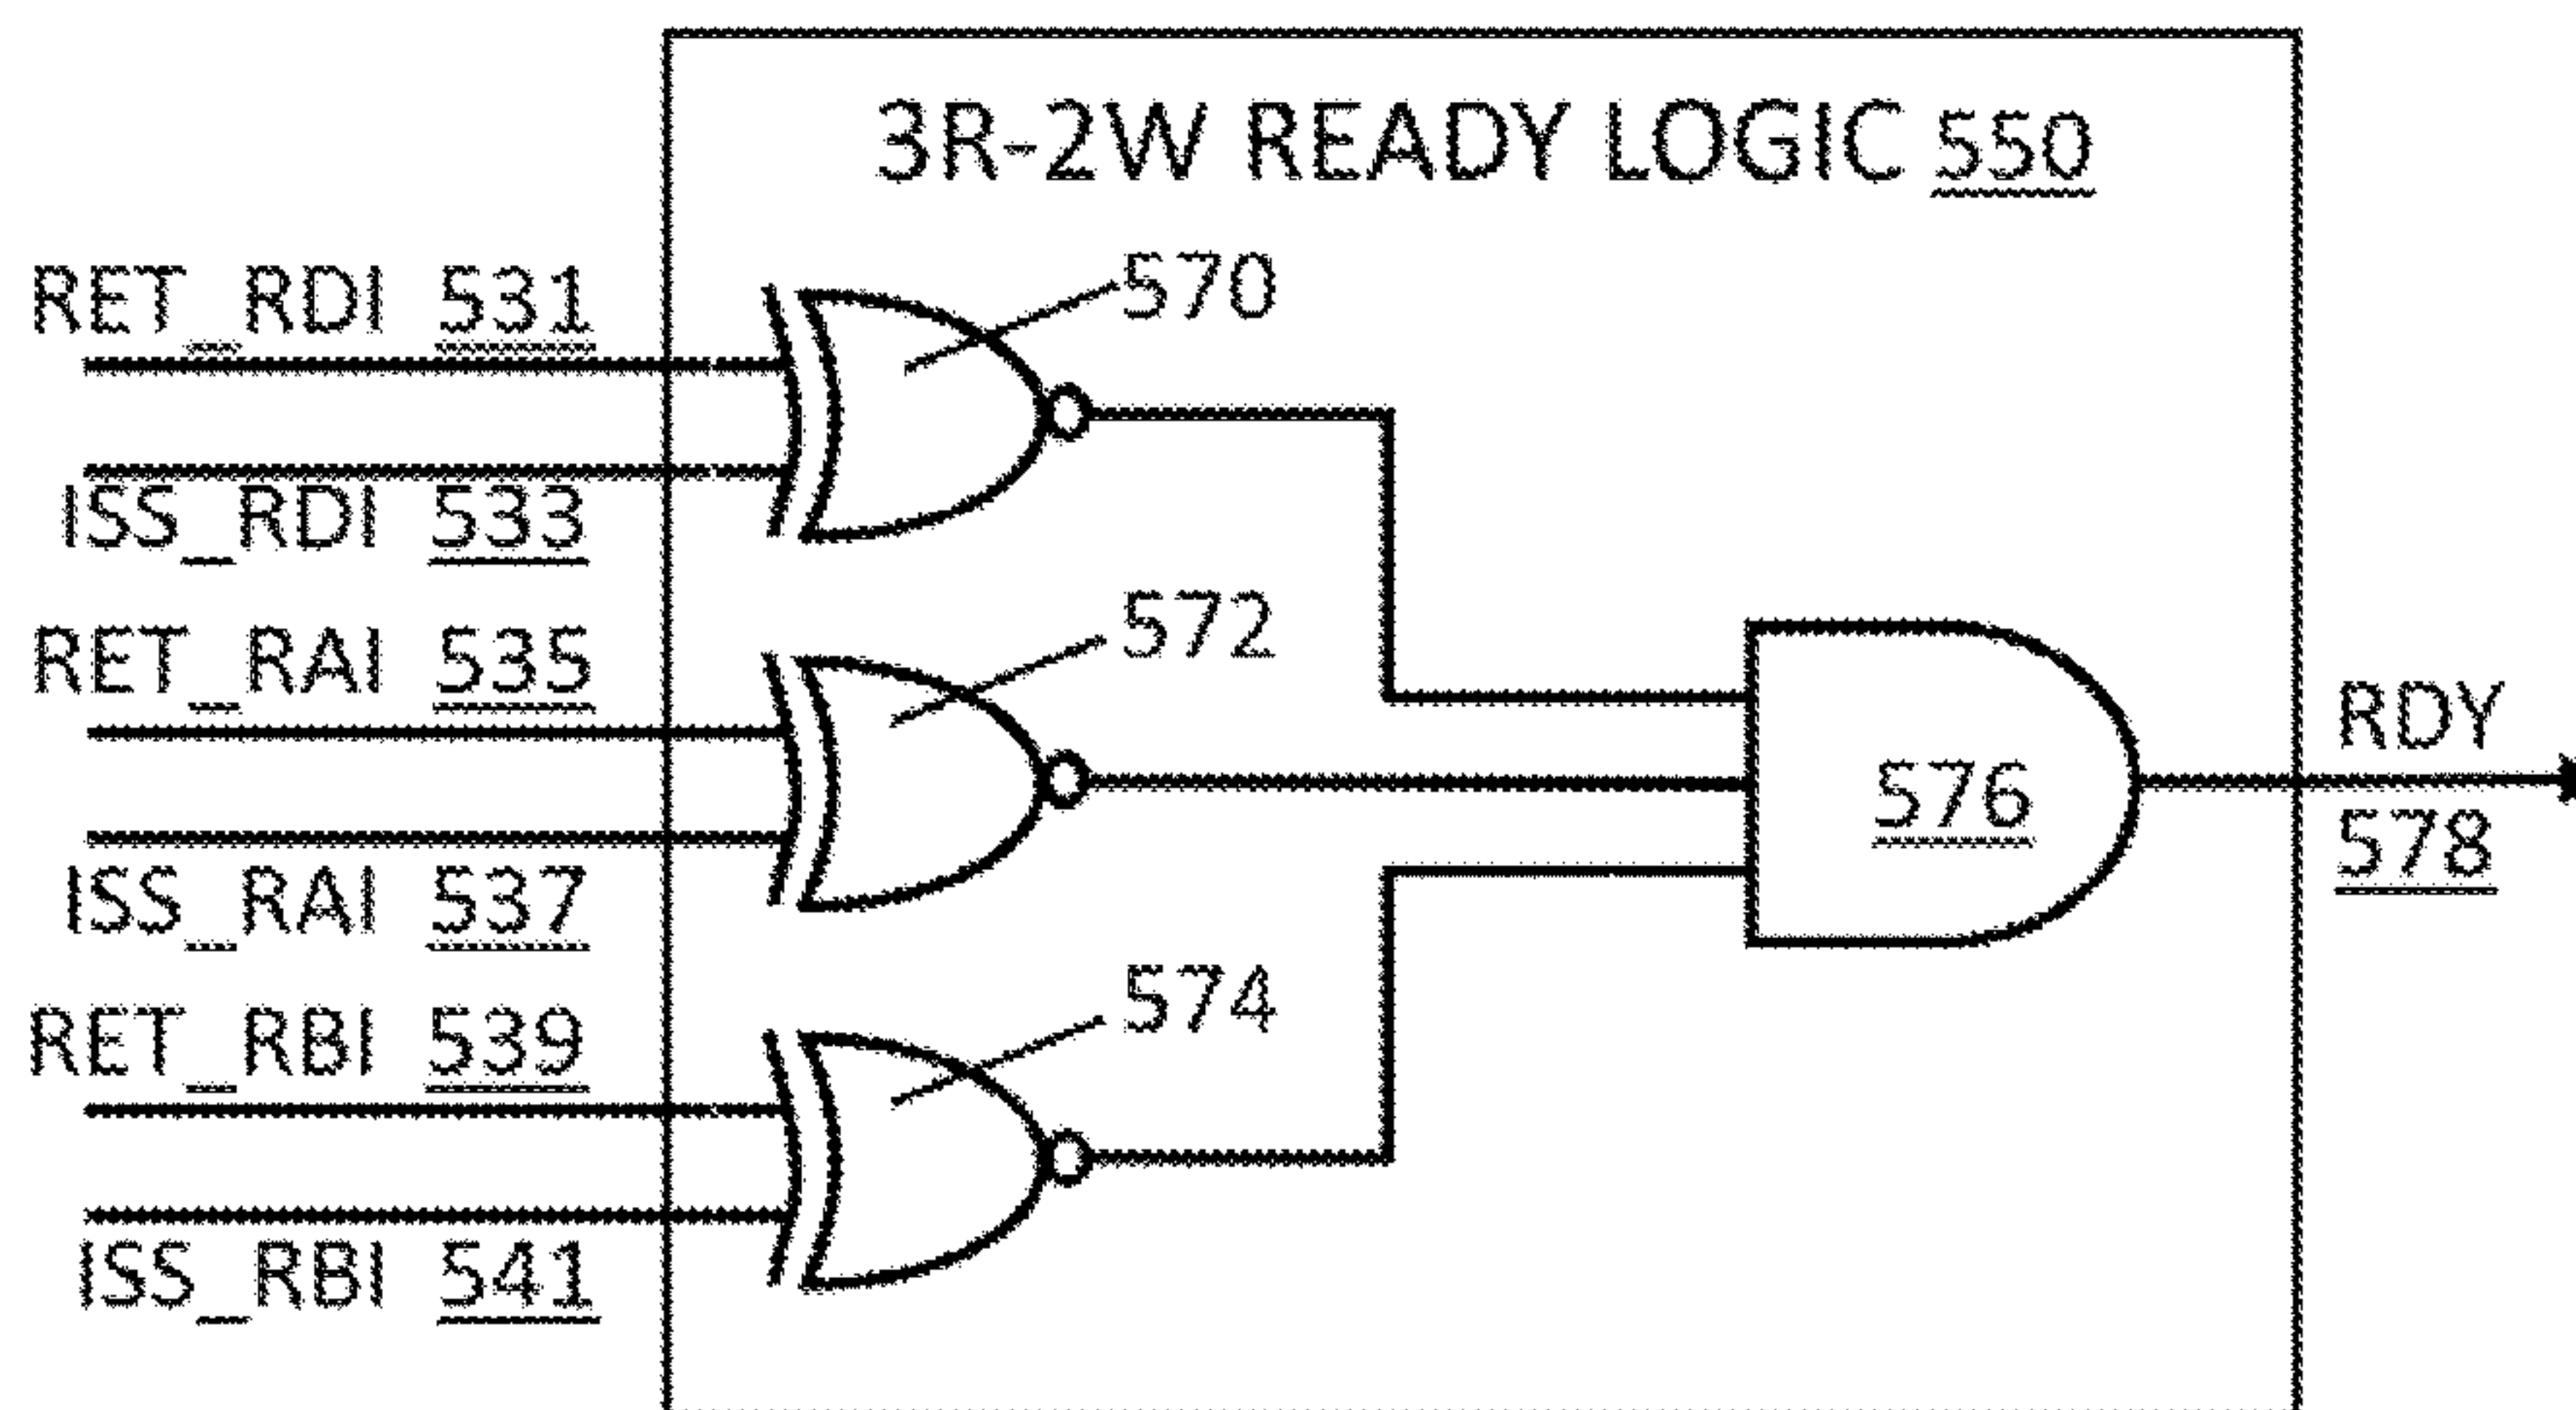 3R-2W READY LOGIC 550
RET_RDI 531
570
ISS_RDI 533
572
RET_RAI 535
RDY
576
578
ISS_RAI 537
574
RET_RBI 539
ISS_RBI 541